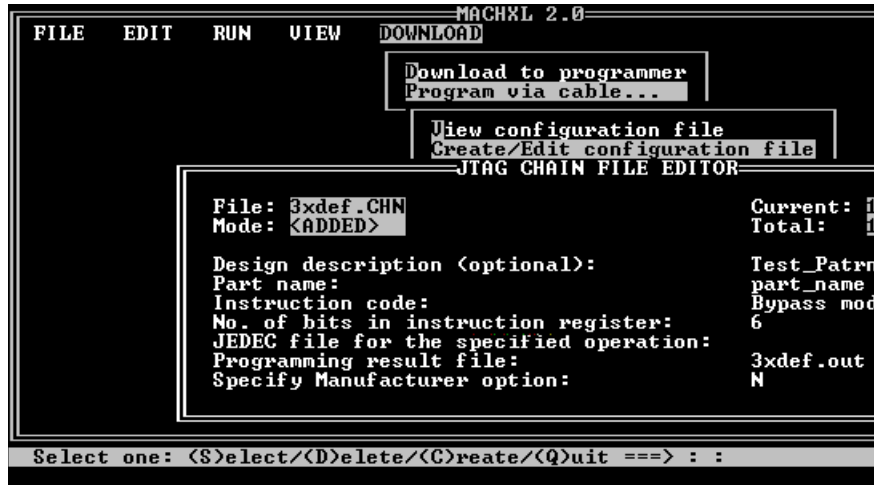 MACHXL 2.0
FILE EDIT RUN VIEW DOWNLOAD
Download to programmer
Program via cable...
View configuration file
Create/Edit configuration file
JTAG CHAIN FILE EDITOR
File: 3xdef.CHN Current:
Mode: <ADDED> Total:
Design description (optional): Test_Patrn
Part name: part_name
Instruction code: Bypass mod
No. of bits in instruction register: 6
JEDEC file for the specified operation:
Programming result file: 3xdef.out
Specify Manufacturer option: N
Select one: (S)elect/(D)elete/(C)reate/(Q)uit ===> : :